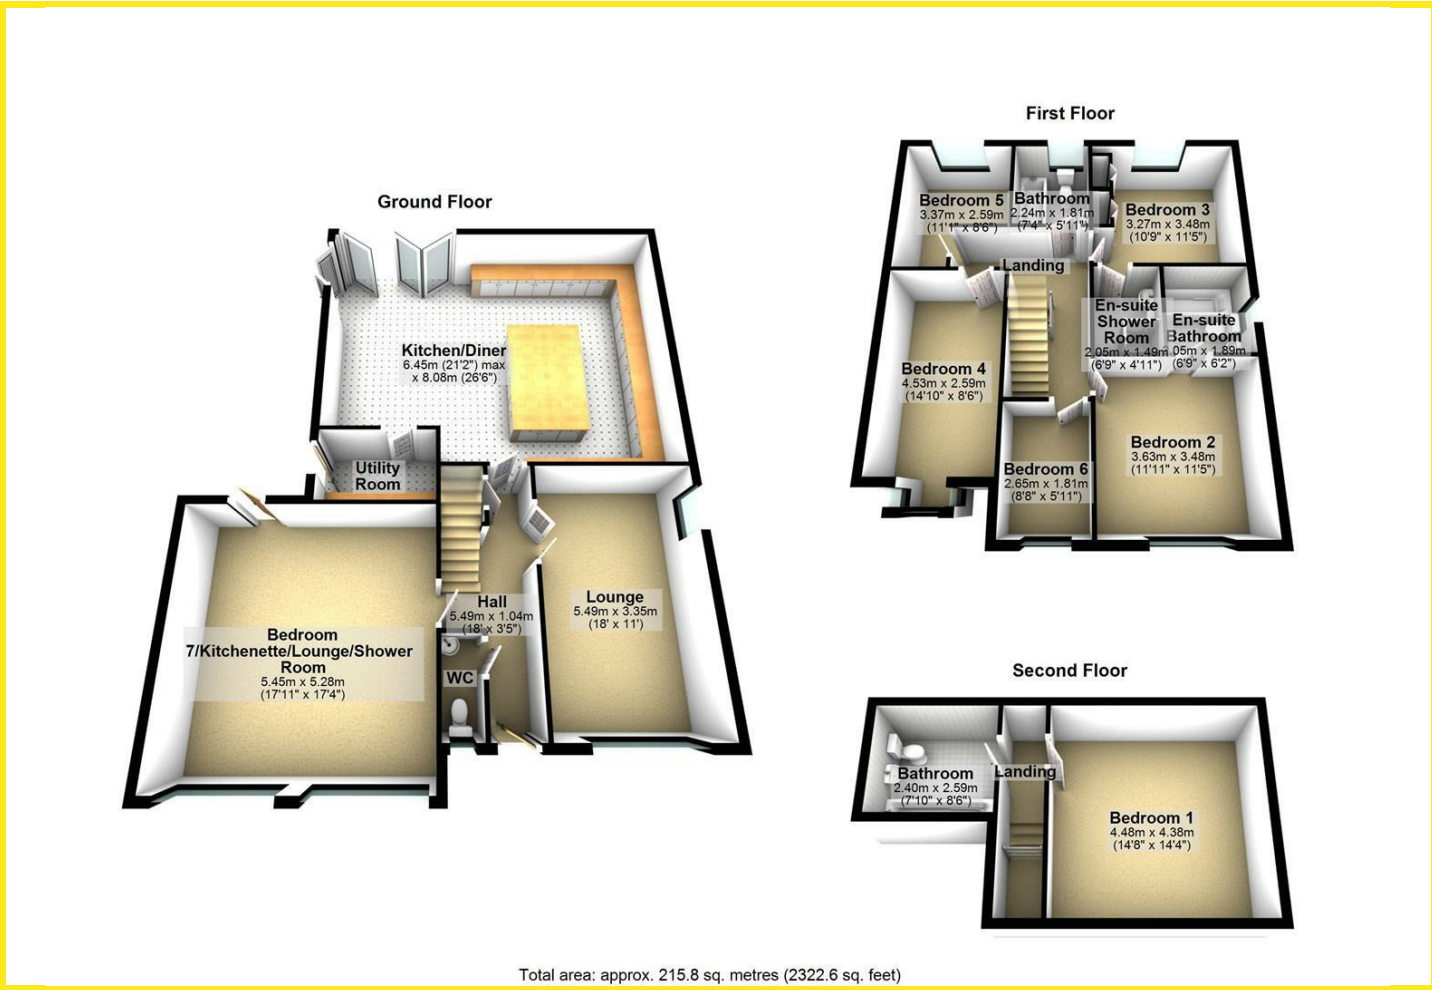 Ground Floor
Kitchen/Diner
6.45m (21'2") max
x 8.08m (26'6")
Utility
Room
Bedroom
7/Kitchenette/Lounge/Shower
Room
5.45m x 5.28m
(17'11" x 17'4")
Hall
5.49m x 1.04m
(18' x 3'5")
WC
Lounge
5.49m x 3.35m
(18' x 11')
First Floor
Bedroom 5
3.37m x 2.59m
(11'1" x 8'6")
Bathroom
2.24m x 1.81m
(7'4" x 5'11")
Bedroom 3
3.27m x 3.48m
(10'9" x 11'5")
Landing
En-suite
Shower
Room
2.05m x 1.49m
(6'9" x 4'11")
En-suite
Bathroom
.05m x 1.89m
(6'9" x 6'2")
Bedroom 4
4.53m x 2.59m
(14'10" x 8'6")
Bedroom 2
3.63m x 3.48m
(11'11" x 11'5")
Bedroom 6
2.65m x 1.81m
(8'8" x 5'11")
Second Floor
Bathroom
2.40m x 2.59m
(7'10" x 8'6")
Landing
Bedroom 1
4.48m x 4.38m
(14'8" x 14'4")
Total area: approx. 215.8 sq. metres (2322.6 sq. feet)